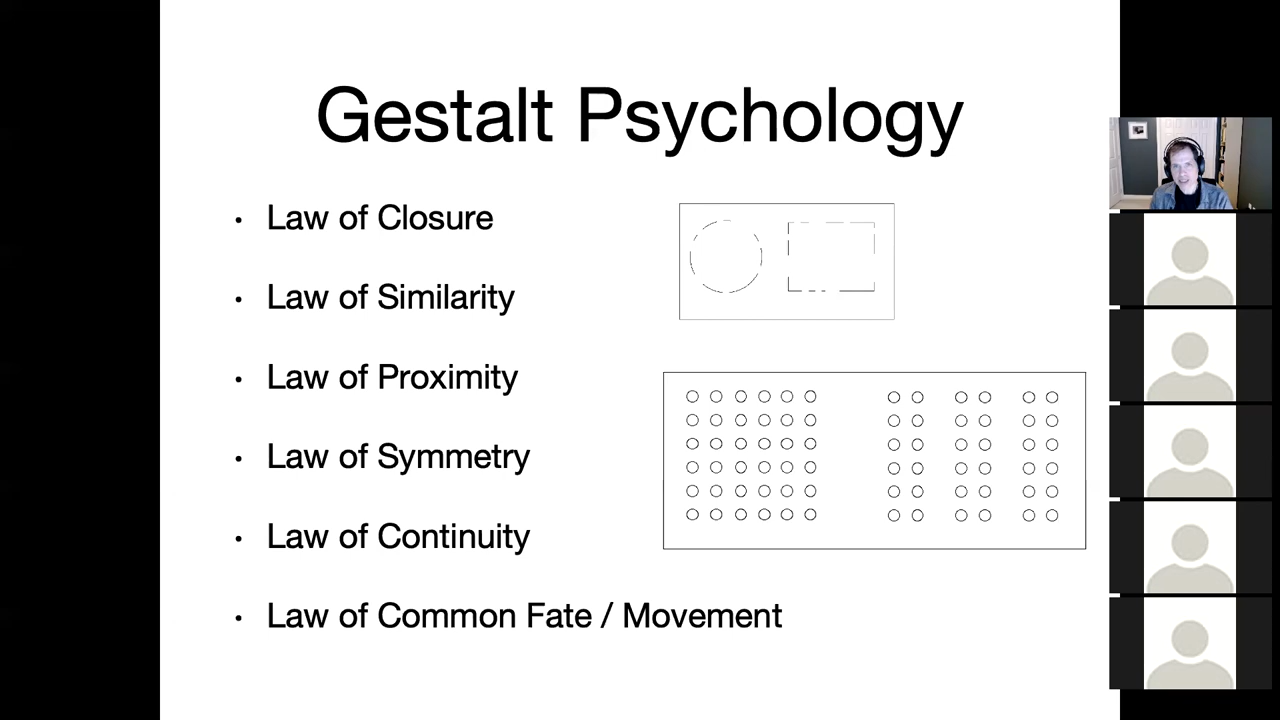 Gestalt Psychology
• Law of Closure
• Law of Similarity
• Law of Proximity
• Law of Symmetry
• Law of Continuity
• Law of Common Fate / Movement